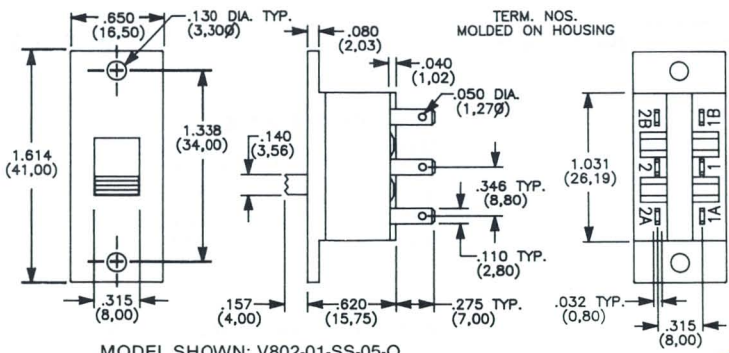 .650
(16,50)
.130 DIA. TYP.
(3,30Ø)
1.614
(41,00)
1.338
(34,00)
.315
(8,00)
.080
(2,03)
.040
(1,02)
.050 DIA.
(1,27Ø)
.140
(3,56)
.346 TYP.
(8,80)
.110 TYP.
(2,80)
.157
(4,00)
.620
(15,75)
.275 TYP.
(7,00)
TERM. NOS.
MOLDED ON HOUSING
1.031
(26,19)
2B
1B
2
1
2A
1A
.032 TYP.
(0,80)
.315
(8,00)
MODEL SHOWN: V802-01-SS-05-Q